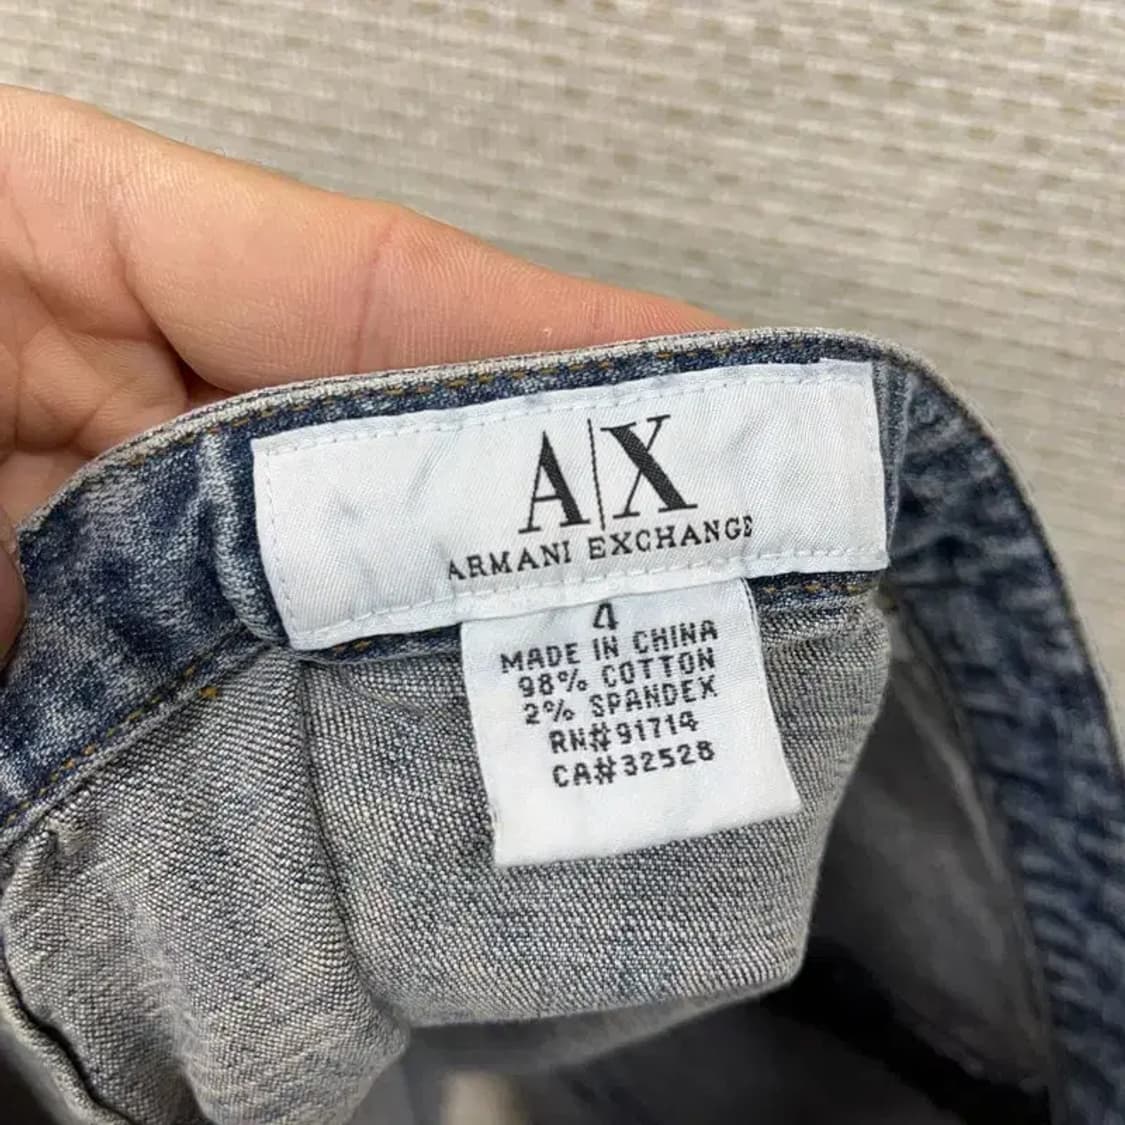 A|X
ARMANI EXCHANGE
4
MADE IN CHINA
98% COTTON
2% SPANDEX
RN#91714
CA#32528